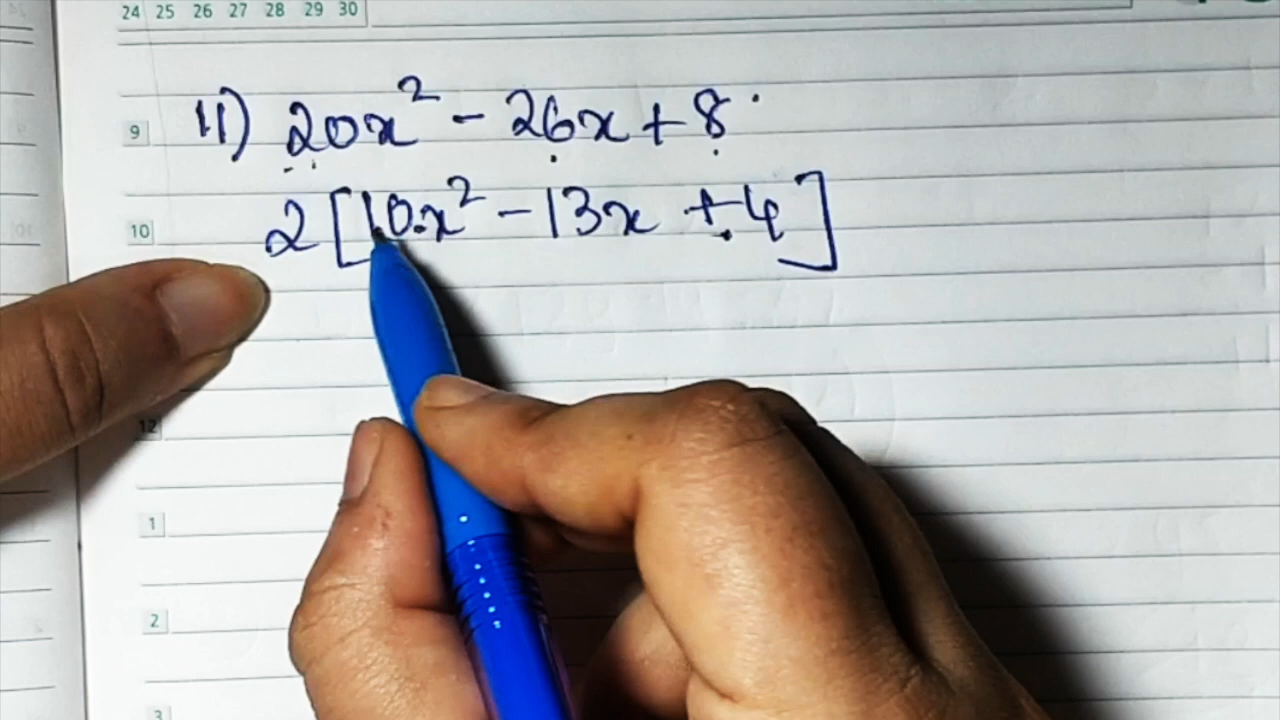 24 25 26 27 28 29 30
9 11) 20x² - 26x + 8
10 2[10x² - 13x + 4]
12
1
2
3